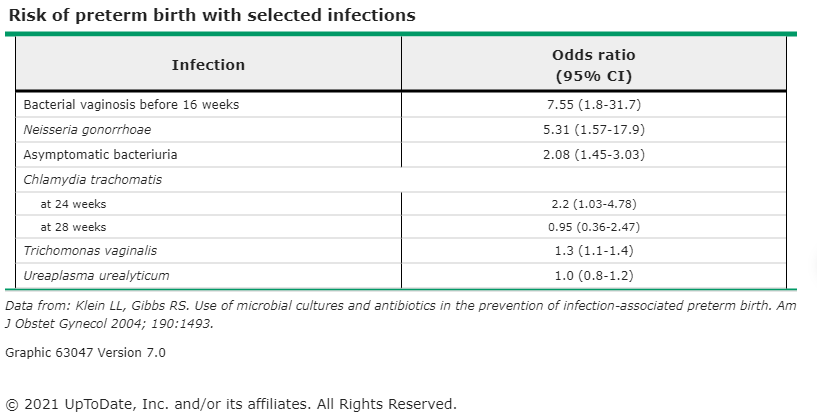 Risk of preterm birth with selected infections
Infection
Odds ratio
(95% CI)
Bacterial vaginosis before 16 weeks 7.55 (1.8-31.7)
Neisseria gonorrhoae 5.31 (1.57-17.9)
Asymptomatic bacteriuria 2.08 (1.45-3.03)
Chlamydia trachomatis
at 24 weeks 2.2 (1.03-4.78)
at 28 weeks 0.95 (0.36-2.47)
Trichomonas vaginalis 1.3 (1.1-1.4)
Ureaplasma urealyticum 1.0 (0.8-1.2)
Data from: Klein LL, Gibbs RS. Use of microbial cultures and antibiotics in the prevention of infection-associated preterm birth. Am
J Obstet Gynecol 2004; 190:1493.
Graphic 63047 Version 7.0
© 2021 UpToDate, Inc. and/or its affiliates. All Rights Reserved.